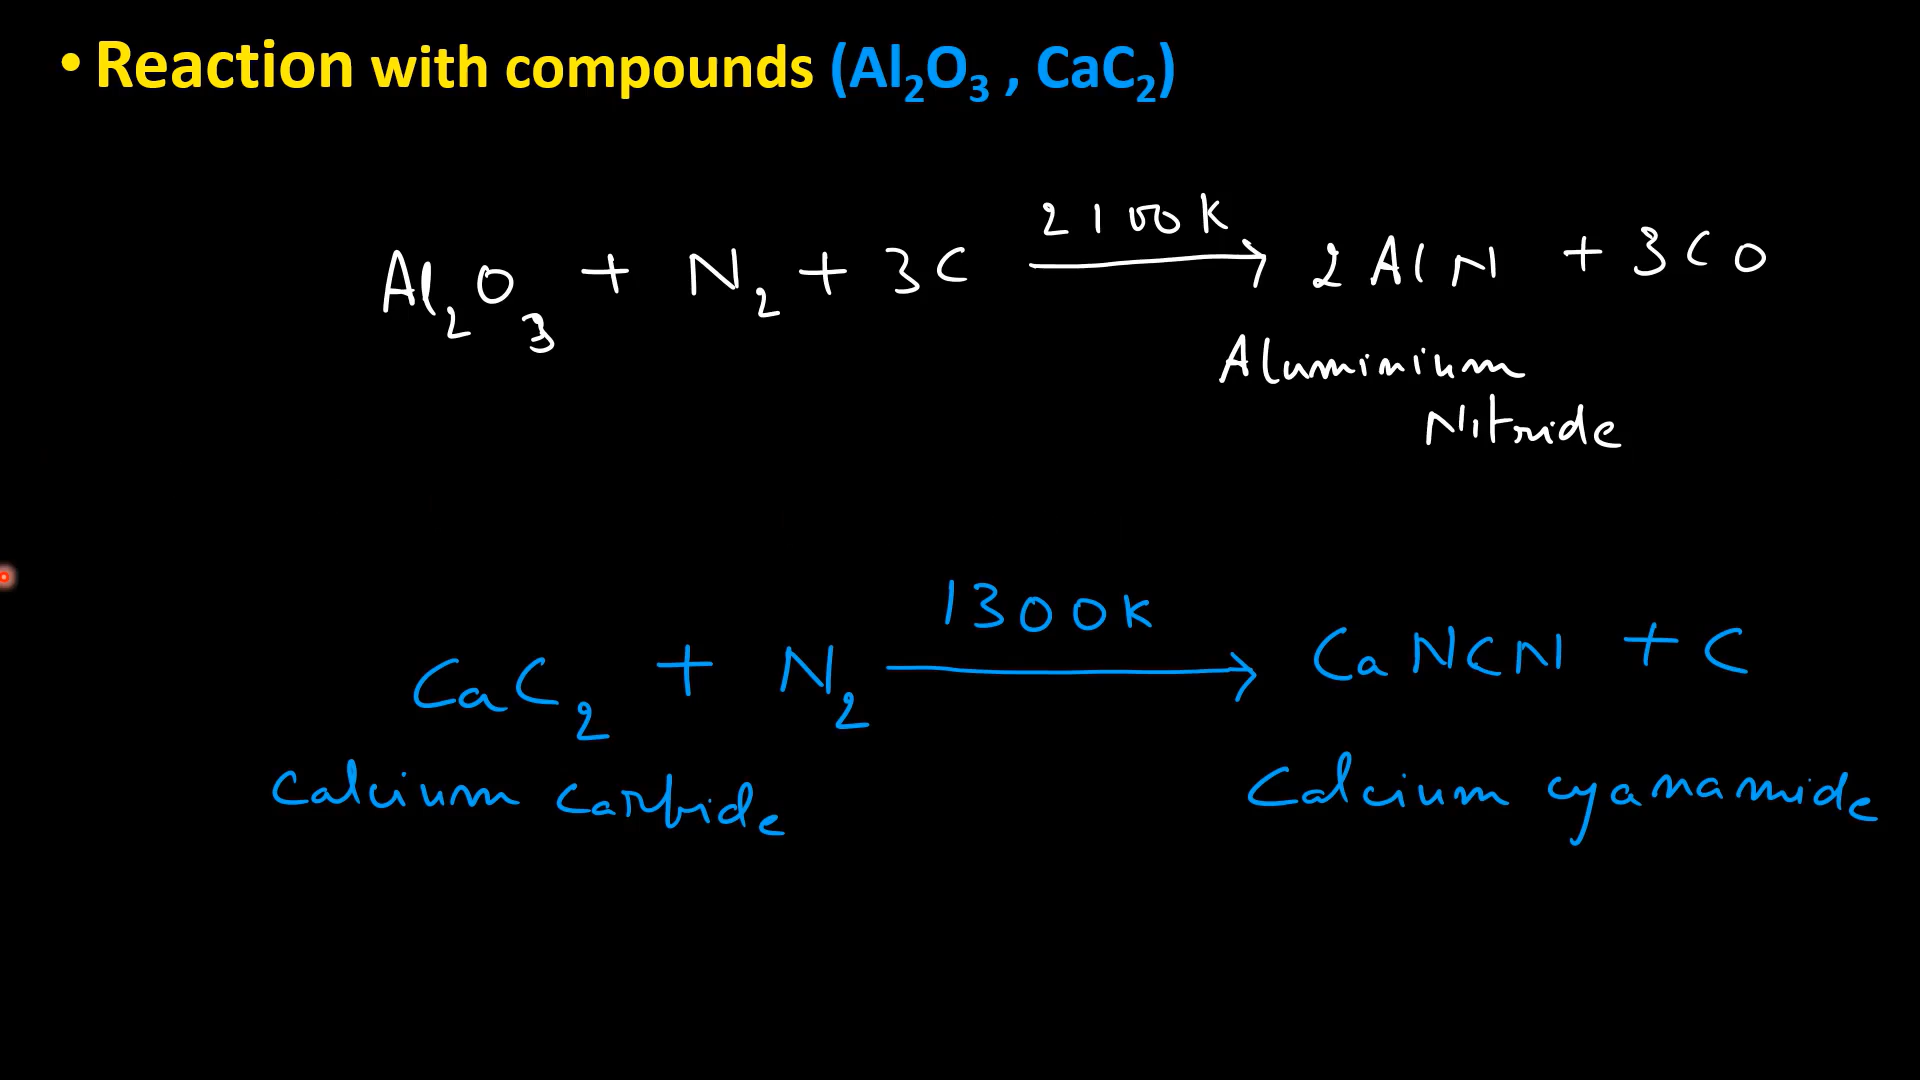 • Reaction with compounds (Al₂O₃ , CaC₂)
Al₂O₃ + N₂ + 3C 2100K → 2AlN + 3CO
Aluminium
Nitride
CaC₂ + N₂ 1300K → CaNCN + C
Calcium carbide Calcium cyanamide